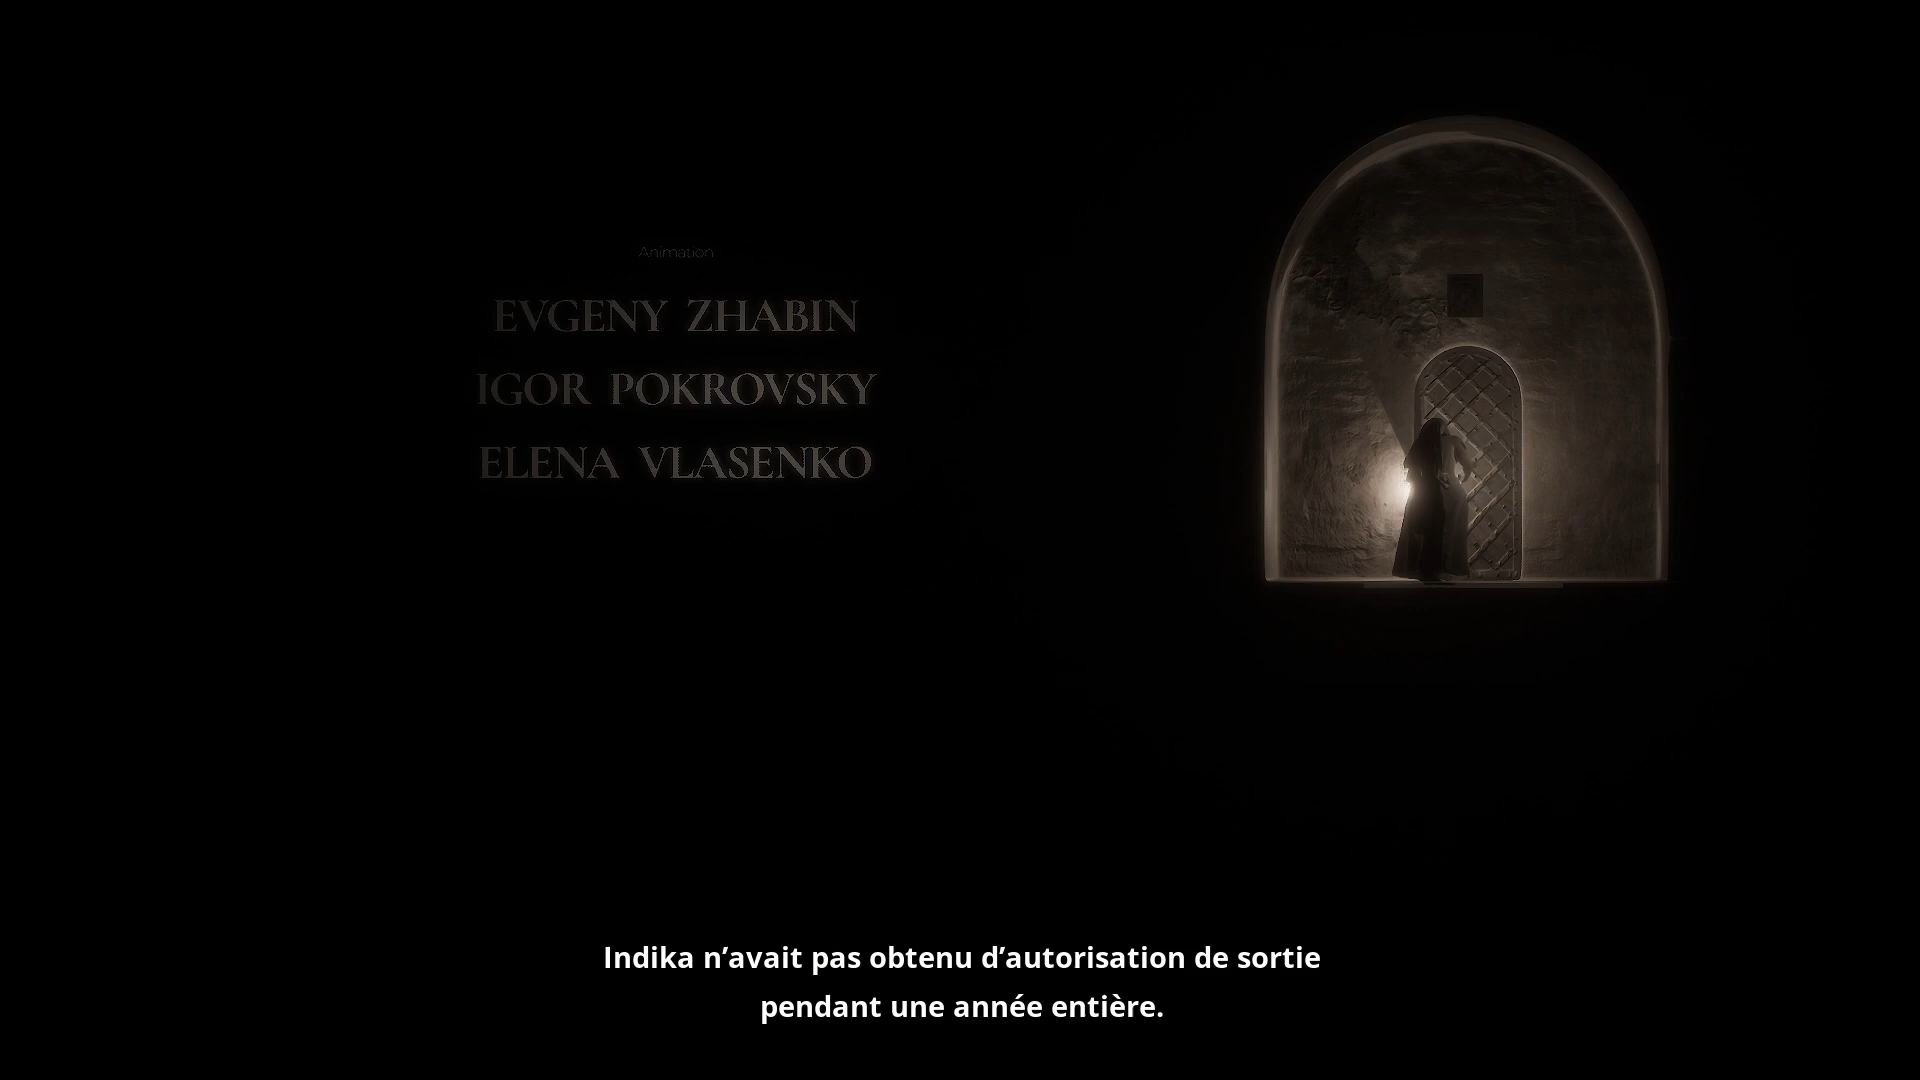 Animation
EVGENY ZHABIN
IGOR POKROVSKY
ELENA VLASENKO
Indika n’avait pas obtenu d’autorisation de sortie
pendant une année entière.